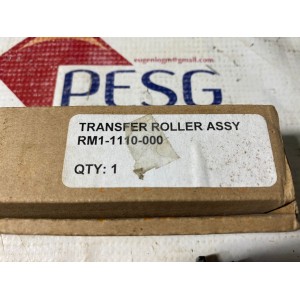 PESG
TRANSFER ROLLER ASSY
RM1-1110-000
QTY: 1